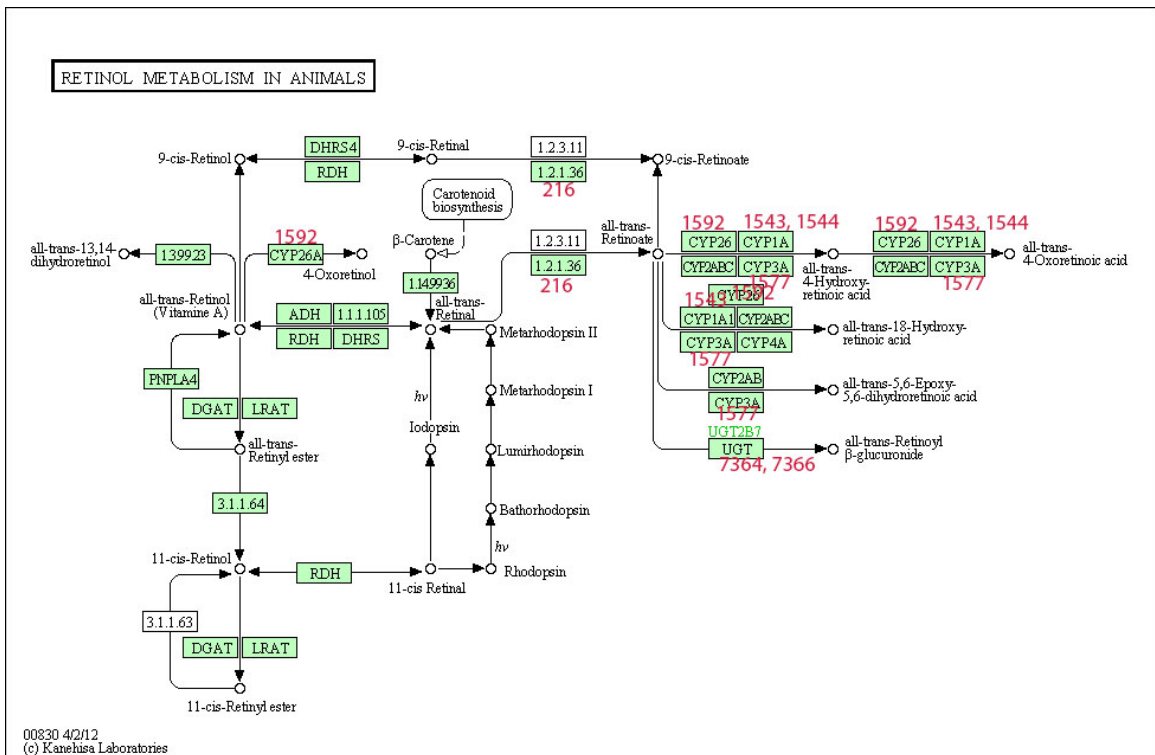 RETINOL METABOLISM IN ANIMALS
9-cis-Retinol
DHRS4
RDH
9-cis-Retinal
1.2.3.11
1.2.1.36
216
9-cis-Retinoate
Carotenoid
biosynthesis
all-trans-13,14-
dihydroretinol
1.3.99.23
1592
CYP26A
4-Oxoretinol
β-Carotene
1.14.99.36
all-trans-
Retinal
1.2.3.11
1.2.1.36
216
all-trans-
Retinoate
1592
1543, 1544
CYP26
CYP1A
CYP2ABC
CYP3A
1577
all-trans-
4-Hydroxy-
retinoic acid
1592
1543, 1544
CYP26
CYP1A
CYP2ABC
CYP3A
1577
all-trans-
4-Oxoretinoic acid
all-trans-Retinol
(Vitamine A)
ADH
1.1.1.105
RDH
DHRS
Metarhodopsin II
1543
1592
CYP26
CYP1A1
CYP2ABC
CYP3A
CYP4A
1577
all-trans-18-Hydroxy-
retinoic acid
PNPLA4
DGAT
LRAT
hν
Metarhodopsin I
CYP2AB
CYP3A
1577
all-trans-5,6-Epoxy-
5,6-dihydroretinoic acid
all-trans-
Retinyl ester
Iodopsin
Lumirhodopsin
UGT2B7
UGT
7364, 7366
all-trans-Retinoyl
β-glucuronide
3.1.1.64
Bathorhodopsin
hν
11-cis-Retinol
RDH
11-cis Retinal
Rhodopsin
3.1.1.63
DGAT
LRAT
11-cis-Retinyl ester
00830 4/2/12
(c) Kanehisa Laboratories